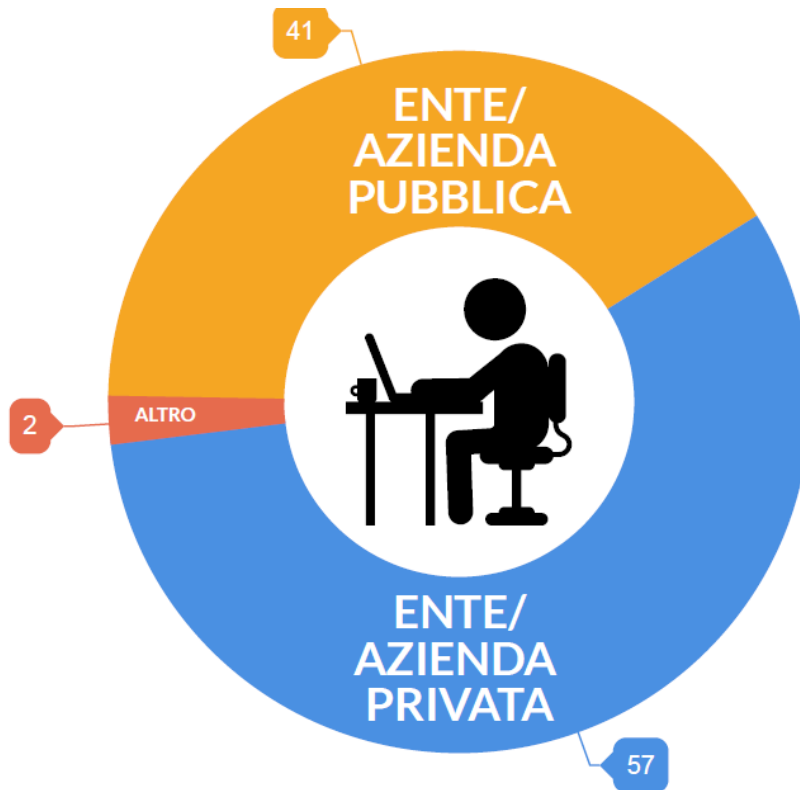 41
ENTE/
AZIENDA
PUBBLICA
2
ALTRO
ENTE/
AZIENDA
PRIVATA
57